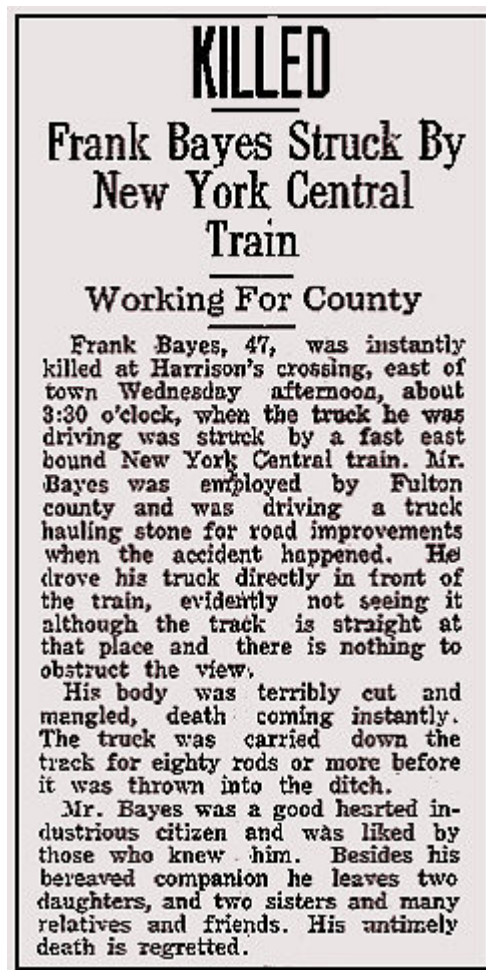 KILLED
Frank Bayes Struck By
New York Central
Train
Working For County
Frank Bayes, 47, was instantly
killed at Harrison's crossing, east of
town Wednesday afternoon, about
3:30 o'clock, when the truck he was
driving was struck by a fast east
bound New York Central train. Mr.
Bayes was employed by Fulton
county and was driving a truck
hauling stone for road improvements
when the accident happened. He
drove his truck directly in front of
the train, evidently not seeing it
although the track is straight at
that place and there is nothing to
obstruct the view.
His body was terribly cut and
mangled, death coming instantly.
The truck was carried down the
track for eighty rods or more before
it was thrown into the ditch.
Mr. Bayes was a good hearted in-
dustrious citizen and was liked by
those who knew him. Besides his
bereaved companion he leaves two
daughters, and two sisters and many
relatives and friends. His untimely
death is regretted.